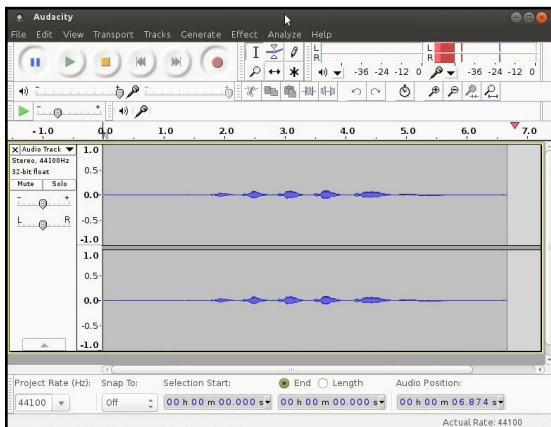 Audacity
File Edit View Transport Tracks Generate Effect Analyze Help
L
R
L
R
-36 -24 -12 0
-36 -24 -12 0
-1.0 0.0 1.0 2.0 3.0 4.0 5.0 6.0 7.0
X Audio Track
Stereo, 44100Hz
32-bit float
Mute Solo
- +
L R
1.0
0.5
0.0
-0.5
-1.0
1.0
0.5
0.0
-0.5
-1.0
Project Rate (Hz): Snap To: Selection Start: End Length Audio Position:
44100 Off 00 h 00 m 00.000 s 00 h 00 m 00.000 s 00 h 00 m 06.874 s
Actual Rate: 44100